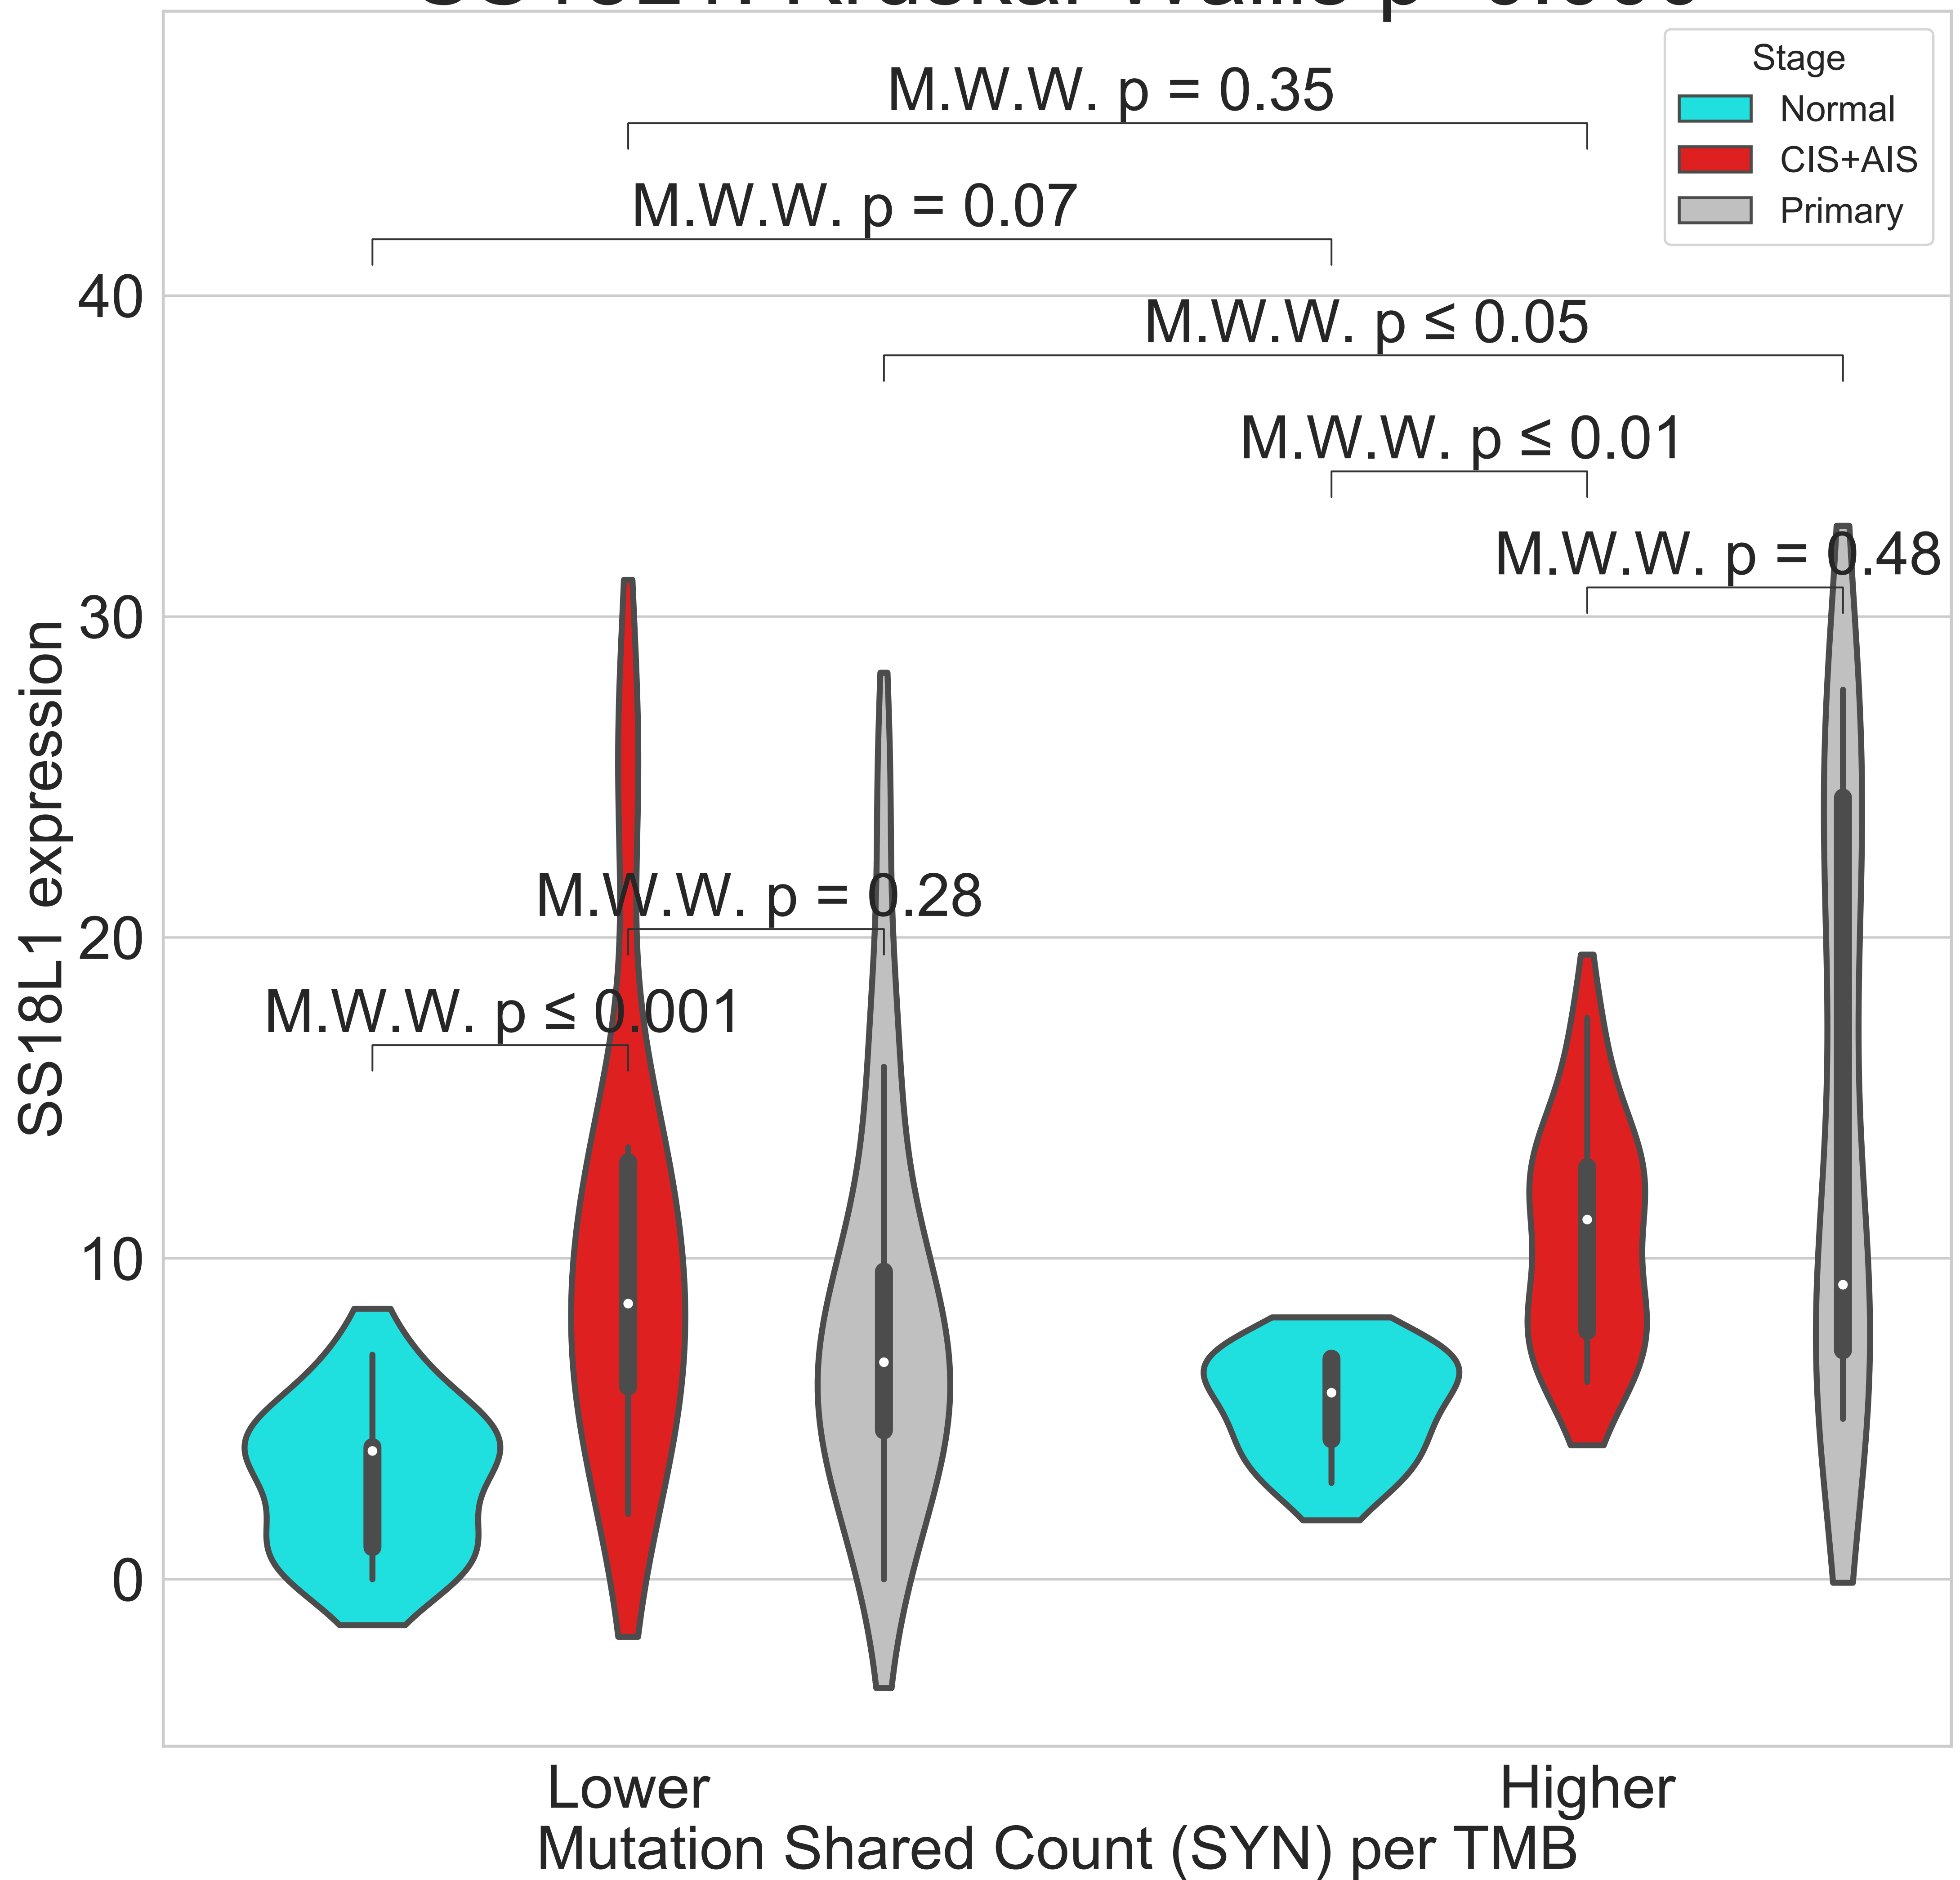 Stage
Normal
CIS+AIS
Primary
M.W.W. p = 0.35
M.W.W. p = 0.07
M.W.W. p ≤ 0.05
M.W.W. p ≤ 0.01
M.W.W. p = 0.48
M.W.W. p = 0.28
M.W.W. p ≤ 0.001
SS18L1 expression
40
30
20
10
0
Lower
Higher
Mutation Shared Count (SYN) per TMB